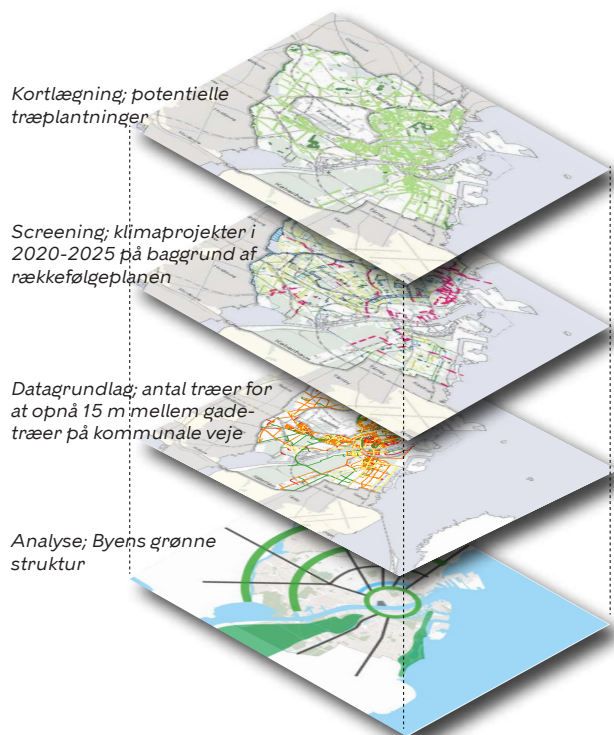 Kortlægning; potentielle
træplantninger
Screening; klimaprojekter i
2020-2025 på baggrund af
rækkefølgeplanen
Datagrundlag; antal træer for
at opnå 15 m mellem gade-
træer på kommunale veje
Analyse; Byens grønne
struktur